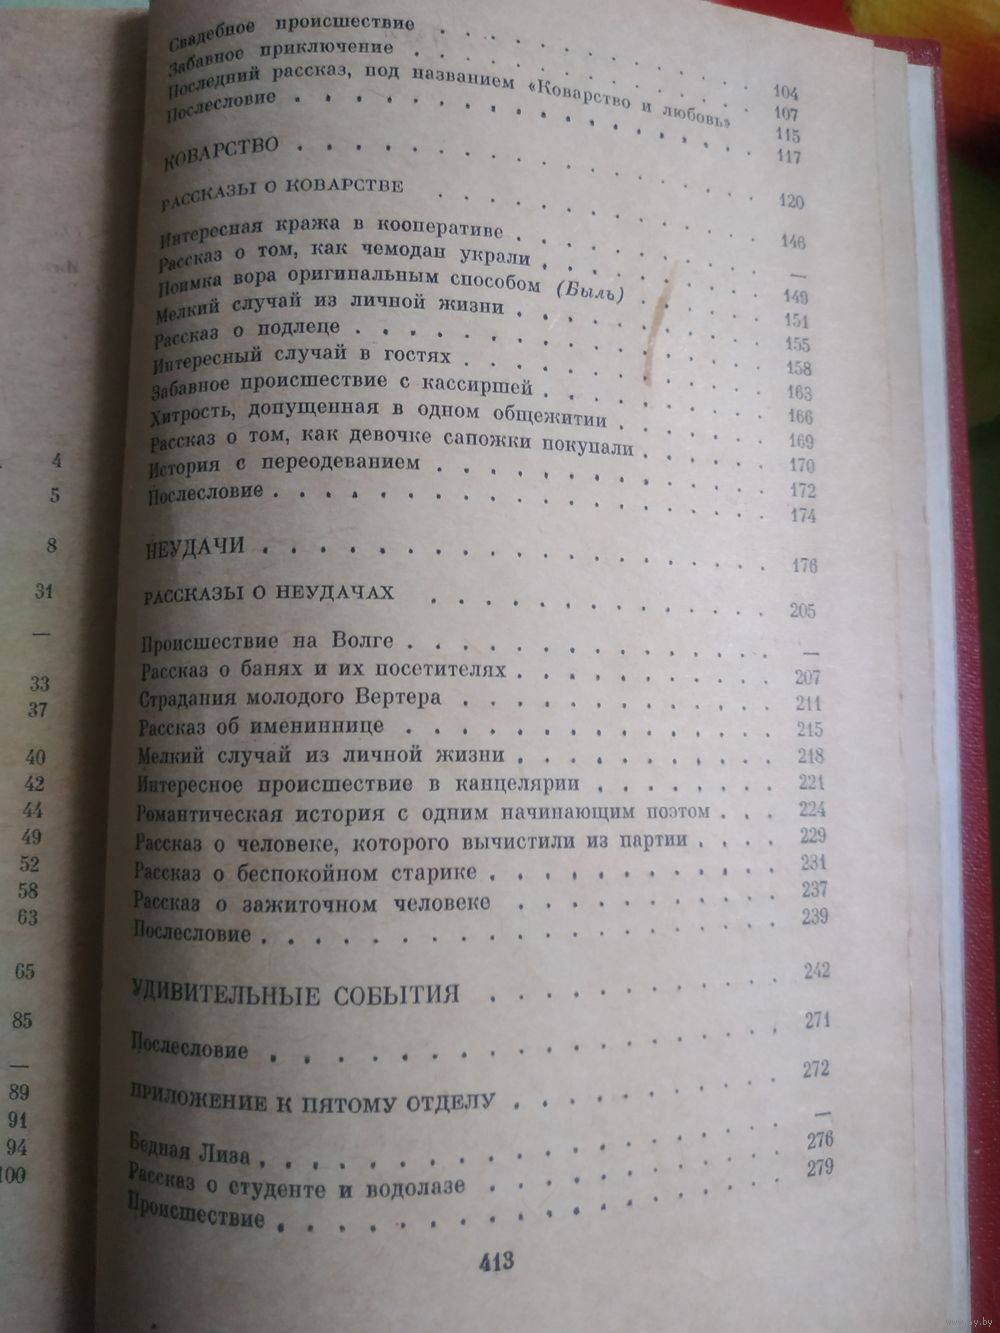 4
5
8
31
—
33
37
40
42
44
49
52
58
63
65
85
—
89
91
94
100
Свадебное происшествие . . . . . . . . 104
Забавное приключение . . . . . . . . 107
Последний рассказ, под названием «Коварство и любовь» 115
Послесловие . . . . . . . . 117
КОВАРСТВО . . . . . . . . 120
РАССКАЗЫ О КОВАРСТВЕ . . . . . . . . 146
Интересная кража в кооперативе . . . . . . . . —
Рассказ о том, как чемодан украли . . . . . . . . 149
Поимка вора оригинальным способом (Быль) . . . . 151
Мелкий случай из личной жизни . . . . . . . . 155
Рассказ о подлеце . . . . . . . . 158
Интересный случай в гостях . . . . . . . . 163
Забавное происшествие с кассиршей . . . . . . . . 166
Хитрость, допущенная в одном общежитии . . . . . 169
Рассказ о том, как девочке сапожки покупали . . . . 170
История с переодеванием . . . . . . . . 172
Послесловие . . . . . . . . 174
НЕУДАЧИ . . . . . . . . 176
РАССКАЗЫ О НЕУДАЧАХ . . . . . . . . 205
Происшествие на Волге . . . . . . . . —
Рассказ о банях и их посетителях . . . . . . . . 207
Страдания молодого Вертера . . . . . . . . 211
Рассказ об имениннице . . . . . . . . 215
Мелкий случай из личной жизни . . . . . . . . 218
Интересное происшествие в канцелярии . . . . . . . 221
Романтическая история с одним начинающим поэтом . . . 224
Рассказ о человеке, которого вычистили из партии . . . . 229
Рассказ о беспокойном старике . . . . . . . . 231
Рассказ о зажиточном человеке . . . . . . . . 237
Послесловие . . . . . . . . 239
УДИВИТЕЛЬНЫЕ СОБЫТИЯ . . . . . . . . 242
Послесловие . . . . . . . . 271
ПРИЛОЖЕНИЕ К ПЯТОМУ ОТДЕЛУ . . . . . . . . 272
Бедная Лиза . . . . . . . . —
Рассказ о студенте и водолазе . . . . . . . . 276
Происшествие . . . . . . . . 279
413